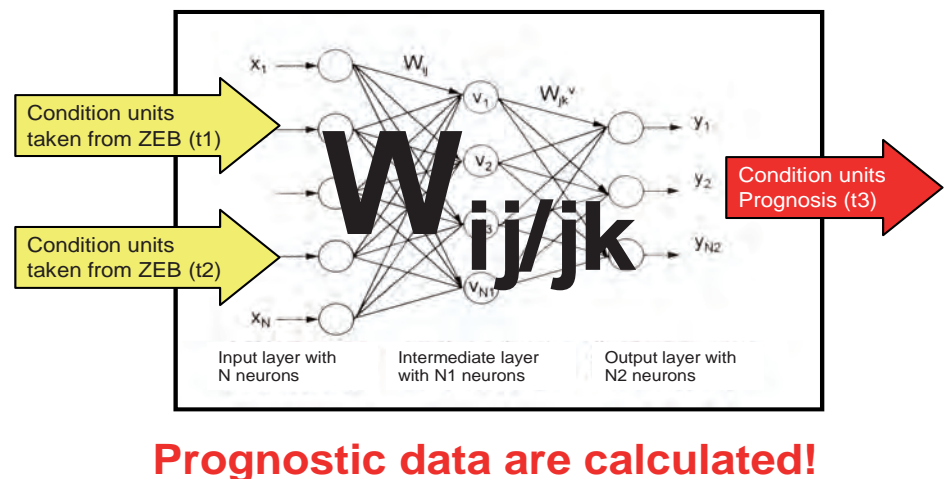 x1
Wij
Wjkv
v1
Condition units
taken from ZEB (t1)
y1
v2
Wij/jk
y2
Condition units
Prognosis (t3)
3
Condition units
taken from ZEB (t2)
yN2
vN1
xN
Input layer with
N neurons
Intermediate layer
with N1 neurons
Output layer with
N2 neurons
Prognostic data are calculated!